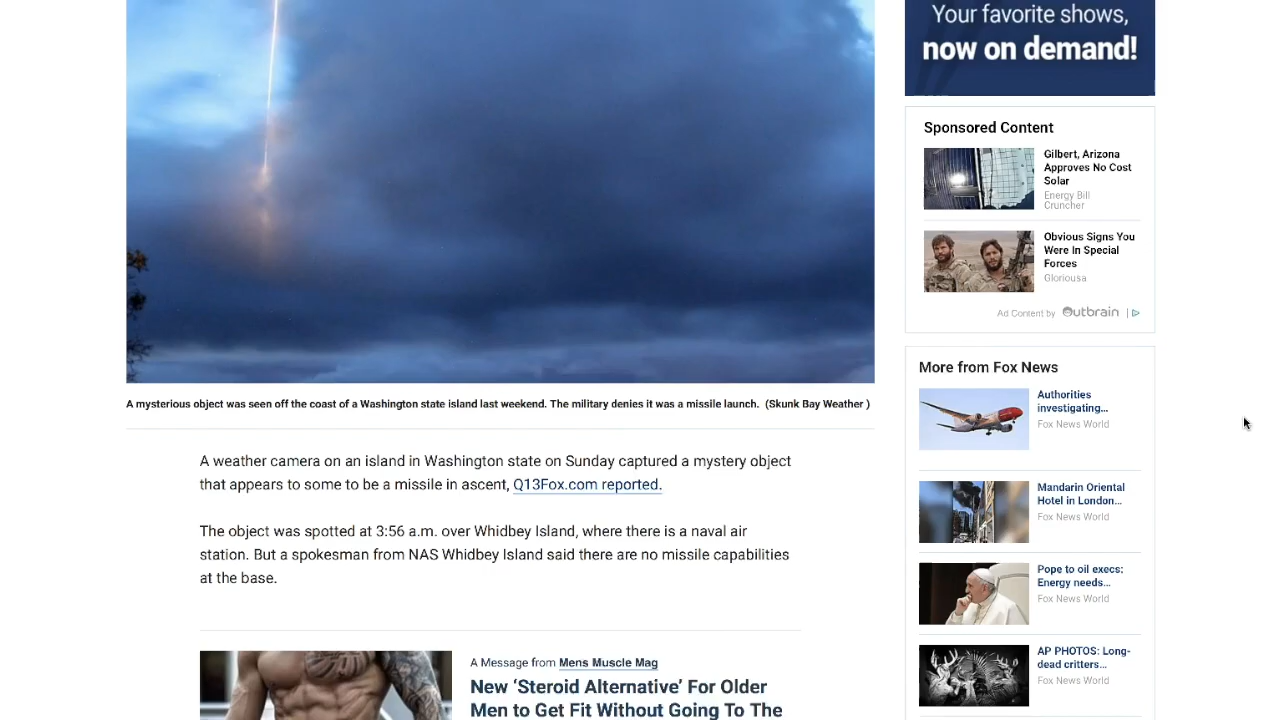 Your favorite shows,
now on demand!
Sponsored Content
Gilbert, Arizona
Approves No Cost
Solar
Energy Bill
Cruncher
Obvious Signs You
Were In Special
Forces
Gloriousa
Ad Content by Outbrain
A mysterious object was seen off the coast of a Washington state island last weekend. The military denies it was a missile launch. (Skunk Bay Weather )
A weather camera on an island in Washington state on Sunday captured a mystery object
that appears to some to be a missile in ascent, Q13Fox.com reported.
The object was spotted at 3:56 a.m. over Whidbey Island, where there is a naval air
station. But a spokesman from NAS Whidbey Island said there are no missile capabilities
at the base.
A Message from Mens Muscle Mag
New ‘Steroid Alternative’ For Older
Men to Get Fit Without Going To The
More from Fox News
Authorities
investigating...
Fox News World
Mandarin Oriental
Hotel in London...
Fox News World
Pope to oil execs:
Energy needs...
Fox News World
AP PHOTOS: Long-
dead critters...
Fox News World